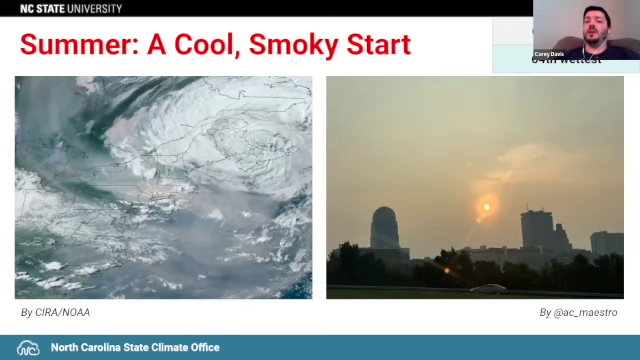 NC STATE UNIVERSITY
Corey Davis
Summer: A Cool, Smoky Start
wettest
By CIRA/NOAA
By @ac_maestro
NC
North Carolina State Climate Office